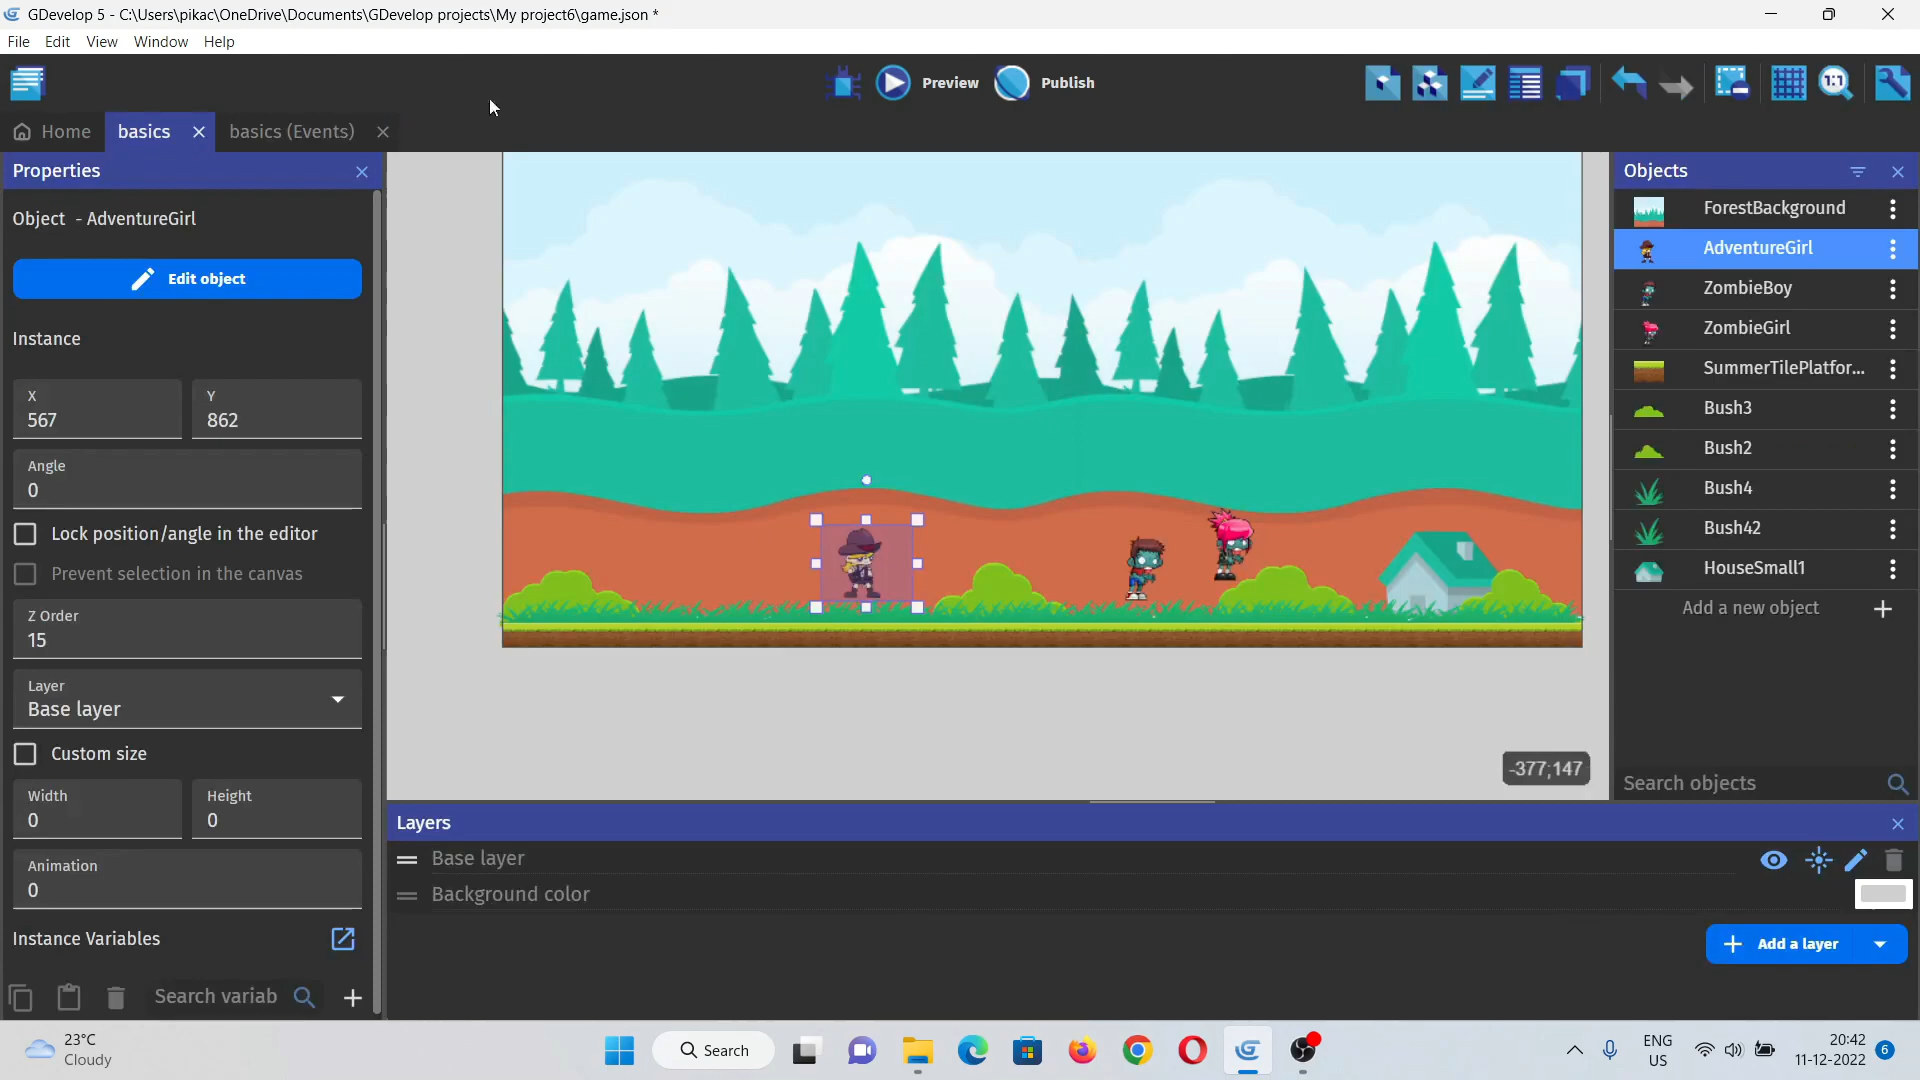 GDevelop 5 - C:\Users\pikac\OneDrive\Documents\GDevelop projects\My project6\game.json *
File Edit View Window Help
Preview Publish
1:1
Home basics basics (Events)
Properties
Object - AdventureGirl
Edit object
Instance
X
567
Y
862
Angle
0
Lock position/angle in the editor
Prevent selection in the canvas
Z Order
15
Layer
Base layer
Custom size
Width
0
Height
0
Animation
0
Instance Variables
Search variab
-377;147
Objects
ForestBackground
AdventureGirl
ZombieBoy
ZombieGirl
SummerTilePlatfor...
Bush3
Bush2
Bush4
Bush42
HouseSmall1
Add a new object
Search objects
Layers
Base layer
Background color
Add a layer
23°C
Cloudy
Search
ENG
US
20:42
11-12-2022
6